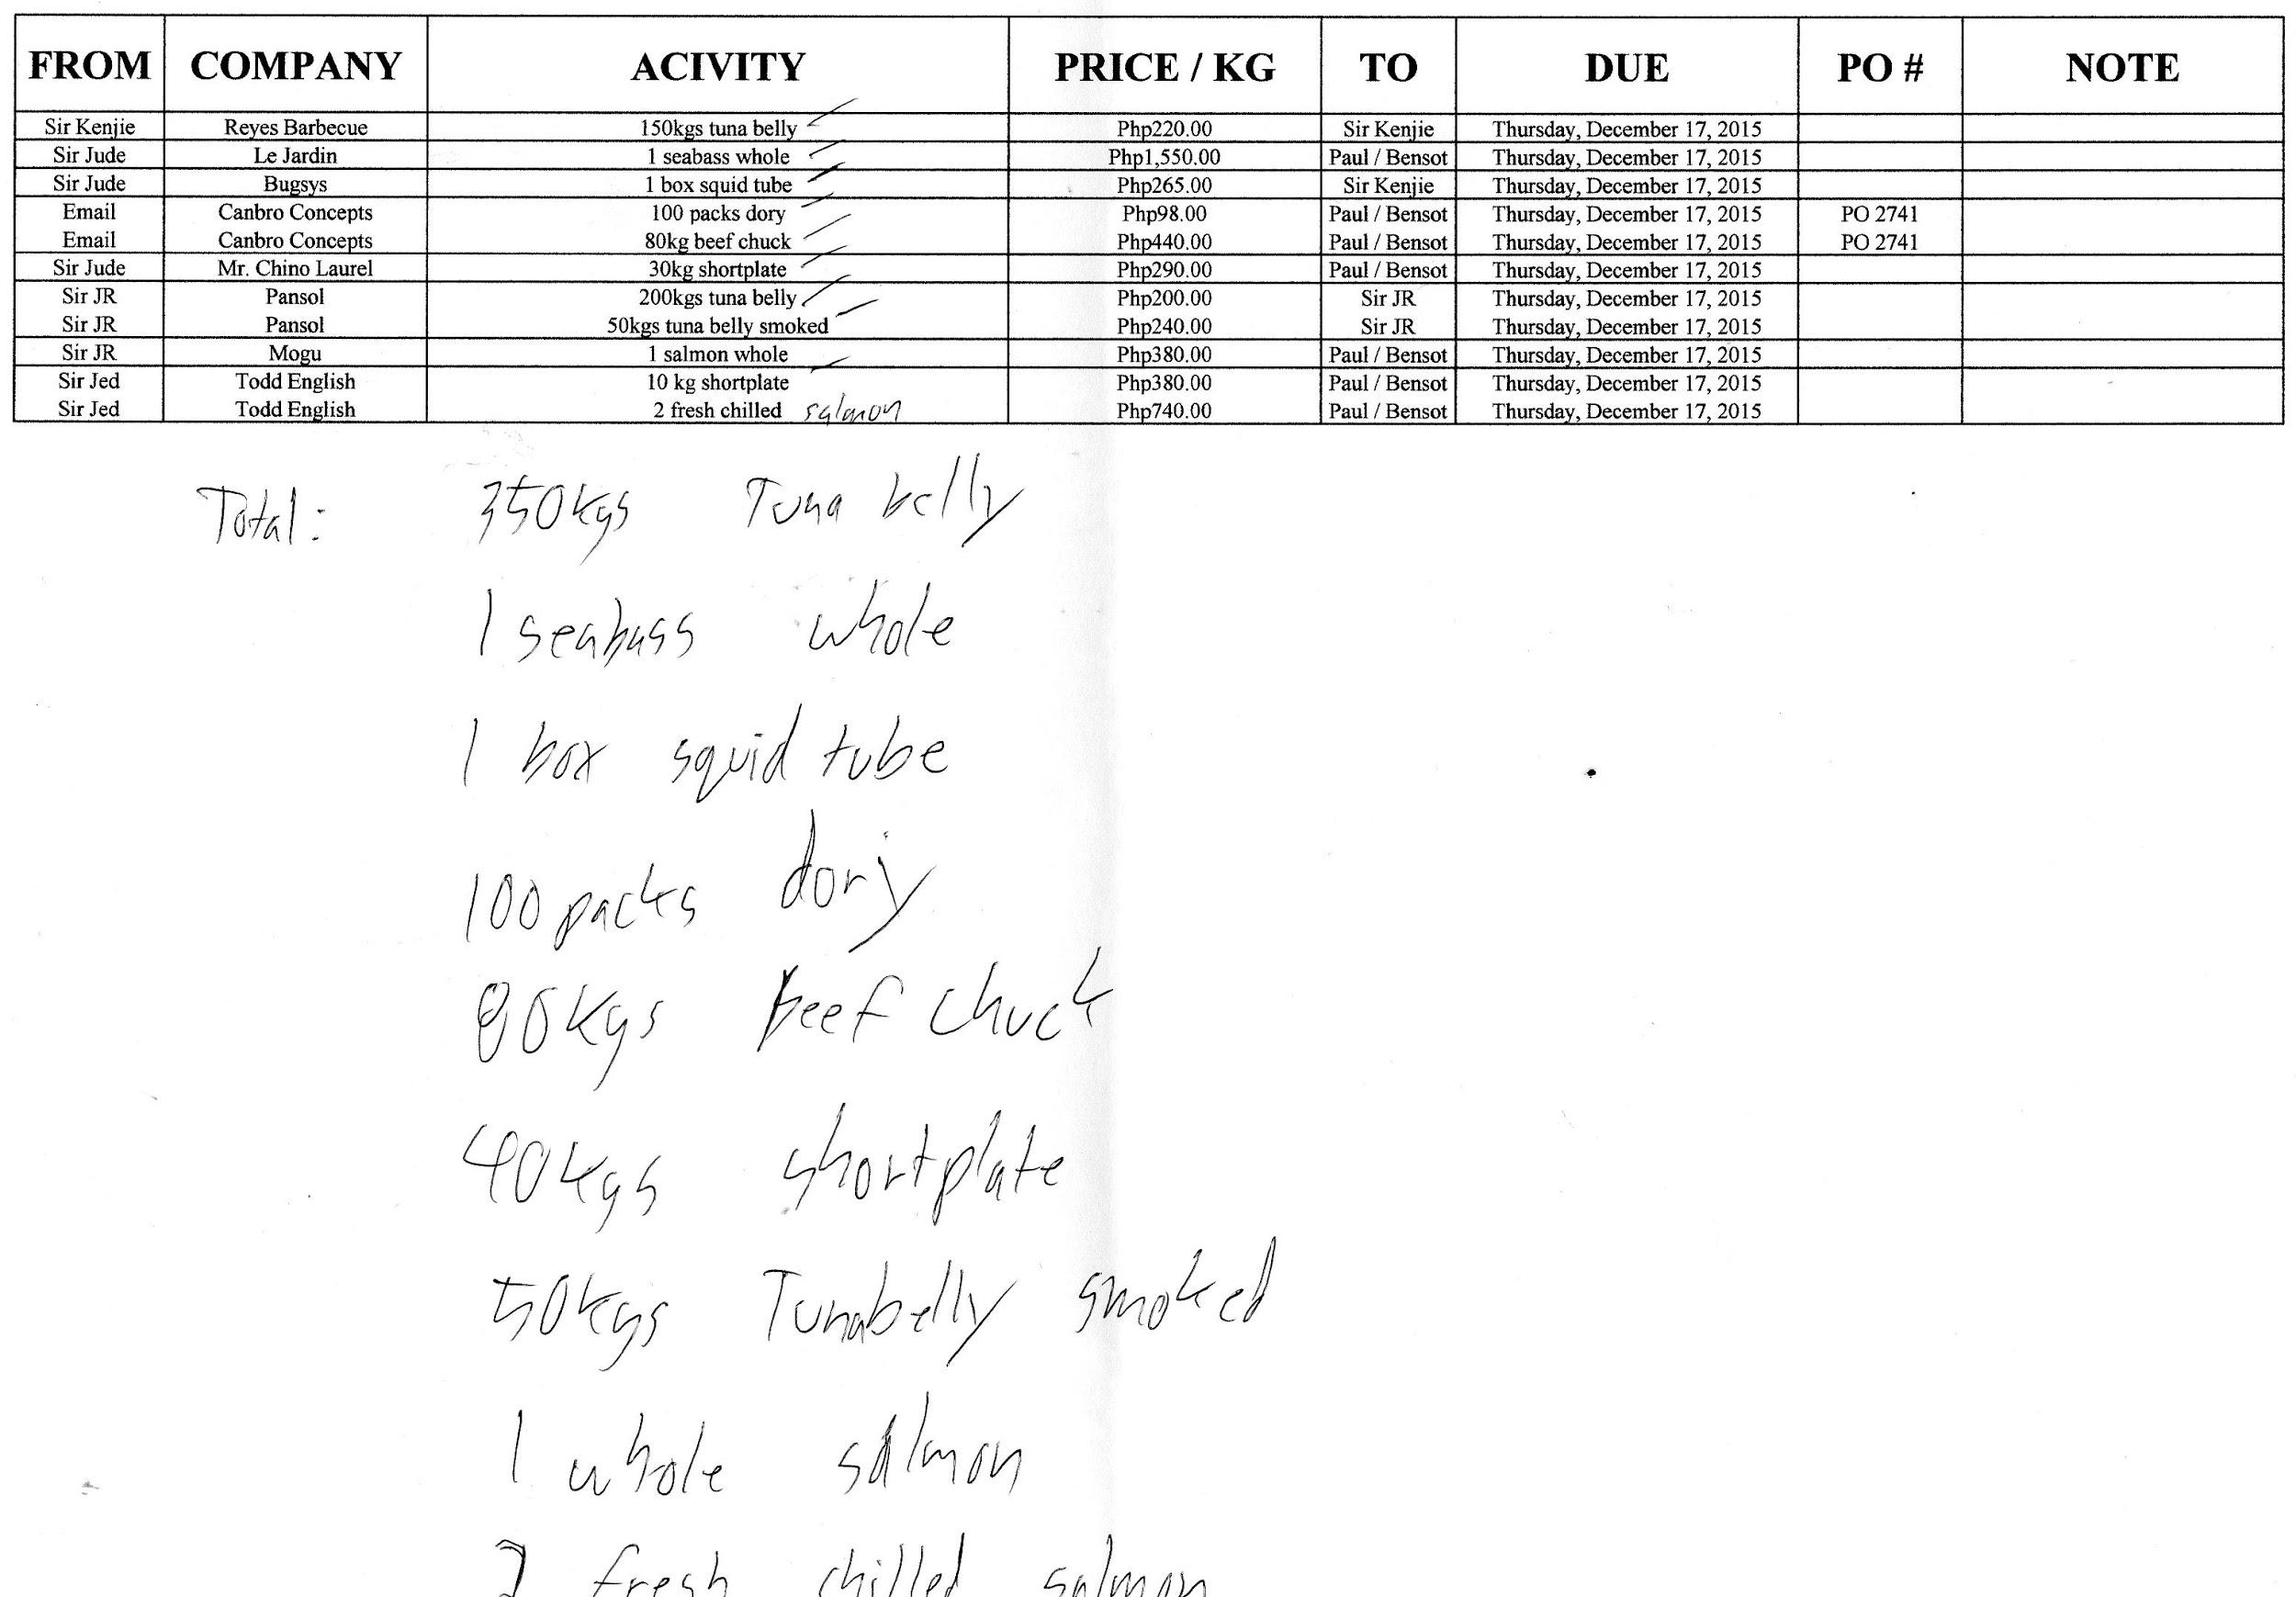 FROM COMPANY ACIVITY PRICE / KG TO DUE PO # NOTE
Sir Kenjie Reyes Barbecue 150kgs tuna belly Php220.00 Sir Kenjie Thursday, December 17, 2015
Sir Jude Le Jardin 1 seabass whole Php1,550.00 Paul / Bensot Thursday, December 17, 2015
Sir Jude Bugsys 1 box squid tube Php265.00 Sir Kenjie Thursday, December 17, 2015
Email Canbro Concepts 100 packs dory Php98.00 Paul / Bensot Thursday, December 17, 2015 PO 2741
Email Canbro Concepts 80kg beef chuck Php440.00 Paul / Bensot Thursday, December 17, 2015 PO 2741
Sir Jude Mr. Chino Laurel 30kg shortplate Php290.00 Paul / Bensot Thursday, December 17, 2015
Sir JR Pansol 200kgs tuna belly Php200.00 Sir JR Thursday, December 17, 2015
Sir JR Pansol 50kgs tuna belly smoked Php240.00 Sir JR Thursday, December 17, 2015
Sir JR Mogu 1 salmon whole Php380.00 Paul / Bensot Thursday, December 17, 2015
Sir Jed Todd English 10 kg shortplate Php380.00 Paul / Bensot Thursday, December 17, 2015
Sir Jed Todd English 2 fresh chilled salmon Php740.00 Paul / Bensot Thursday, December 17, 2015
Total: 350kgs Tuna belly
1 seabass whole
1 box squid tube
100 packs dory
80kgs beef chuck
40kgs shortplate
50kgs Tunabelly smoked
1 whole salmon
2 fresh chilled salmon